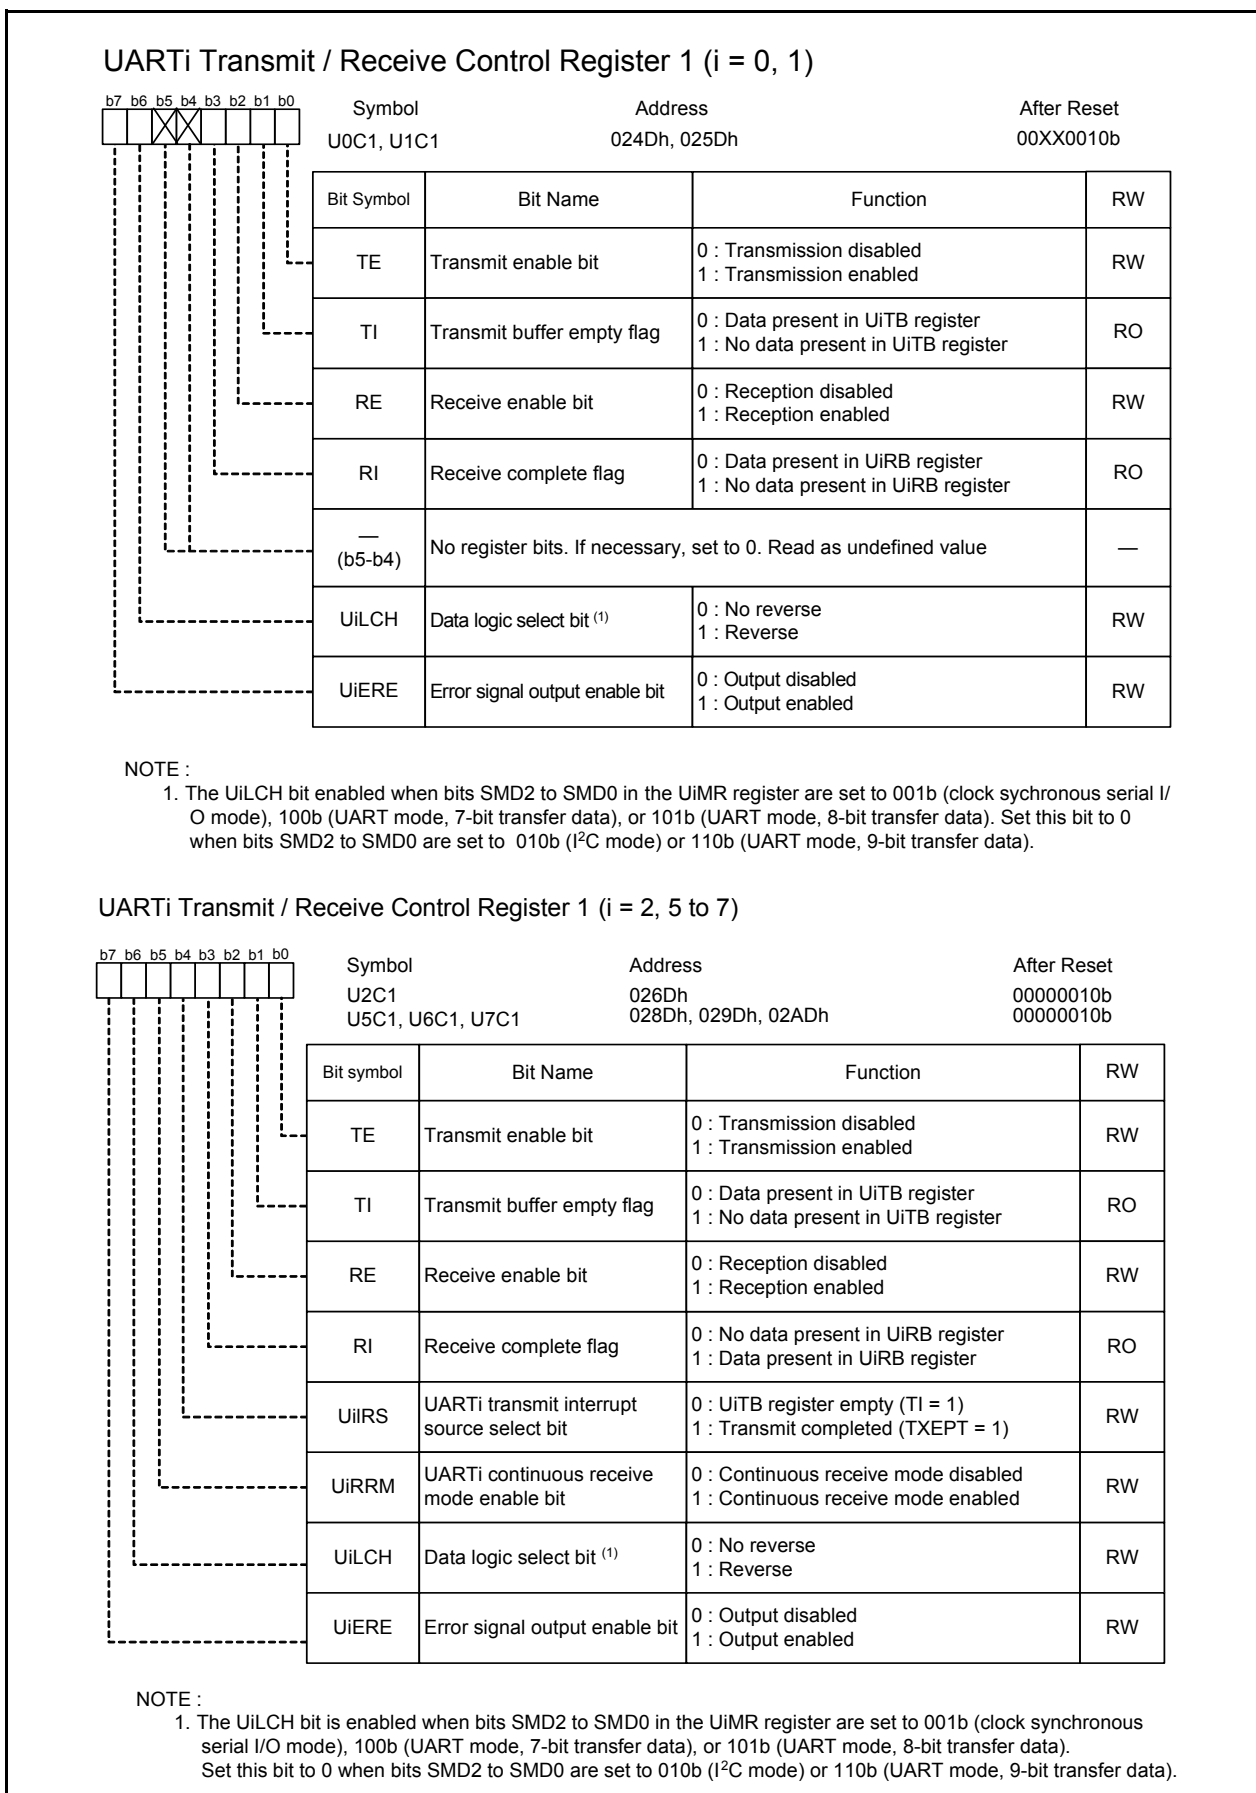 UARTi Transmit / Receive Control Register 1 (i = 0, 1)
b7 b6 b5 b4 b3 b2 b1 b0
Symbol Address After Reset
U0C1, U1C1 024Dh, 025Dh 00XX0010b
Bit Symbol Bit Name Function RW
TE Transmit enable bit 0 : Transmission disabled
1 : Transmission enabled RW
TI Transmit buffer empty flag 0 : Data present in UiTB register
1 : No data present in UiTB register RO
RE Receive enable bit 0 : Reception disabled
1 : Reception enabled RW
RI Receive complete flag 0 : Data present in UiRB register
1 : No data present in UiRB register RO
—
(b5-b4) No register bits. If necessary, set to 0. Read as undefined value —
UiLCH Data logic select bit (1) 0 : No reverse
1 : Reverse RW
UiERE Error signal output enable bit 0 : Output disabled
1 : Output enabled RW
NOTE :
1. The UiLCH bit enabled when bits SMD2 to SMD0 in the UiMR register are set to 001b (clock sychronous serial I/
O mode), 100b (UART mode, 7-bit transfer data), or 101b (UART mode, 8-bit transfer data). Set this bit to 0
when bits SMD2 to SMD0 are set to 010b (I2C mode) or 110b (UART mode, 9-bit transfer data).
UARTi Transmit / Receive Control Register 1 (i = 2, 5 to 7)
b7 b6 b5 b4 b3 b2 b1 b0
Symbol Address After Reset
U2C1 026Dh 00000010b
U5C1, U6C1, U7C1 028Dh, 029Dh, 02ADh 00000010b
Bit symbol Bit Name Function RW
TE Transmit enable bit 0 : Transmission disabled
1 : Transmission enabled RW
TI Transmit buffer empty flag 0 : Data present in UiTB register
1 : No data present in UiTB register RO
RE Receive enable bit 0 : Reception disabled
1 : Reception enabled RW
RI Receive complete flag 0 : No data present in UiRB register
1 : Data present in UiRB register RO
UiIRS UARTi transmit interrupt 0 : UiTB register empty (TI = 1)
source select bit 1 : Transmit completed (TXEPT = 1) RW
UiRRM UARTi continuous receive 0 : Continuous receive mode disabled
mode enable bit 1 : Continuous receive mode enabled RW
UiLCH Data logic select bit (1) 0 : No reverse
1 : Reverse RW
UiERE Error signal output enable bit 0 : Output disabled
1 : Output enabled RW
NOTE :
1. The UiLCH bit is enabled when bits SMD2 to SMD0 in the UiMR register are set to 001b (clock synchronous
serial I/O mode), 100b (UART mode, 7-bit transfer data), or 101b (UART mode, 8-bit transfer data).
Set this bit to 0 when bits SMD2 to SMD0 are set to 010b (I2C mode) or 110b (UART mode, 9-bit transfer data).